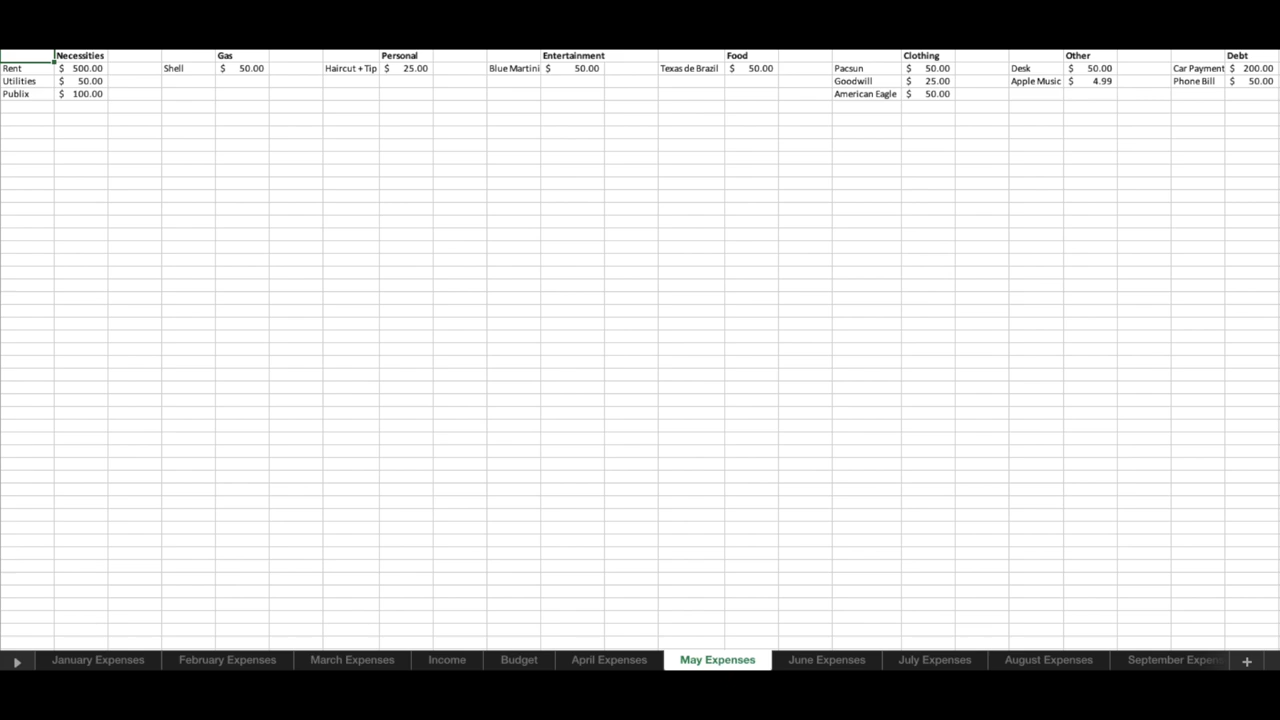 Necessities Gas Personal Entertainment Food Clothing Other Debt
Rent $ 500.00 Shell $ 50.00 Haircut + Tip $ 25.00 Blue Martini $ 50.00 Texas de Brazil $ 50.00 Pacsun $ 50.00 Desk $ 50.00 Car Payment $ 200.00
Utilities $ 50.00 Goodwill $ 25.00 Apple Music $ 4.99 Phone Bill $ 50.00
Publix $ 100.00 American Eagle $ 50.00
January Expenses February Expenses March Expenses Income Budget April Expenses May Expenses June Expenses July Expenses August Expenses September Expen